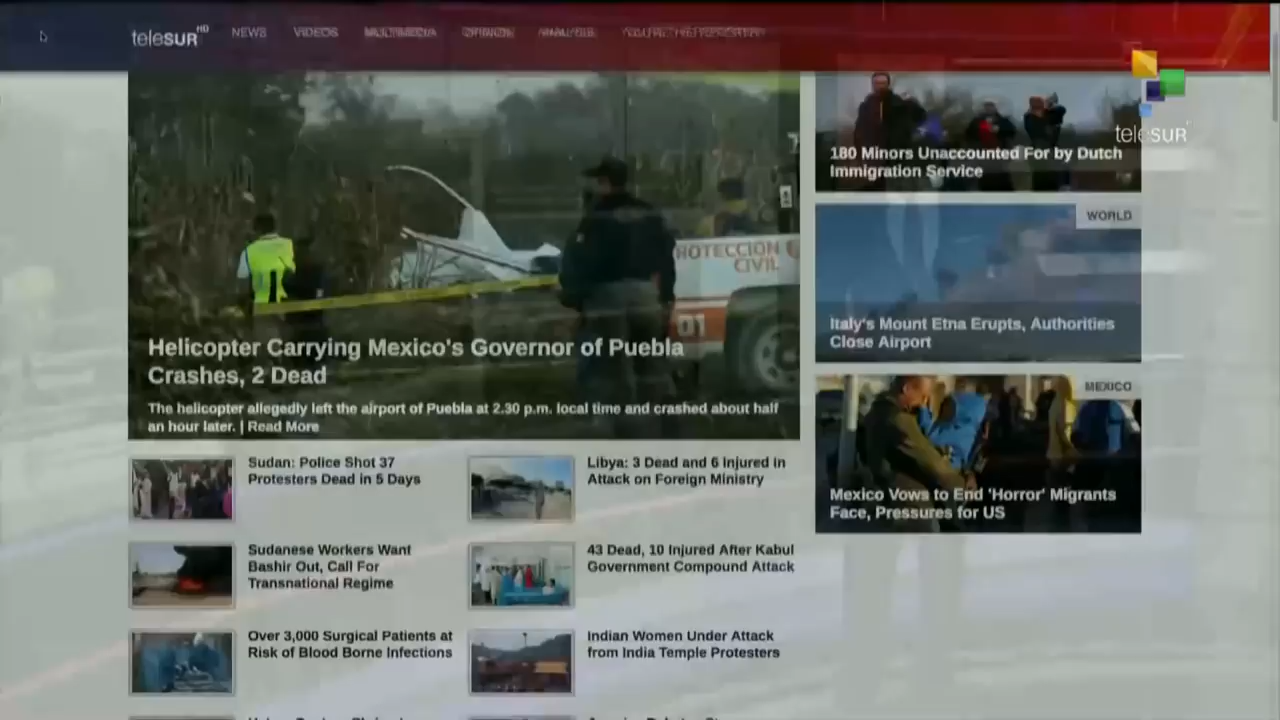 teleSUR HD
NEWS
VIDEOS
MULTIMEDIA
OPINION
ANALYSIS
teleSUR
ROTECCIÓN
CIVIL
01
Helicopter Carrying Mexico's Governor of Puebla
Crashes, 2 Dead
The helicopter allegedly left the airport of Puebla at 2.30 p.m. local time and crashed about half
an hour later. | Read More
180 Minors Unaccounted For by Dutch
Immigration Service
WORLD
Italy's Mount Etna Erupts, Authorities
Close Airport
MEXICO
Mexico Vows to End 'Horror' Migrants
Face, Pressures for US
Sudan: Police Shot 37
Protesters Dead in 5 Days
Libya: 3 Dead and 6 Injured in
Attack on Foreign Ministry
Sudanese Workers Want
Bashir Out, Call For
Transnational Regime
43 Dead, 10 Injured After Kabul
Government Compound Attack
Over 3,000 Surgical Patients at
Risk of Blood Borne Infections
Indian Women Under Attack
from India Temple Protesters